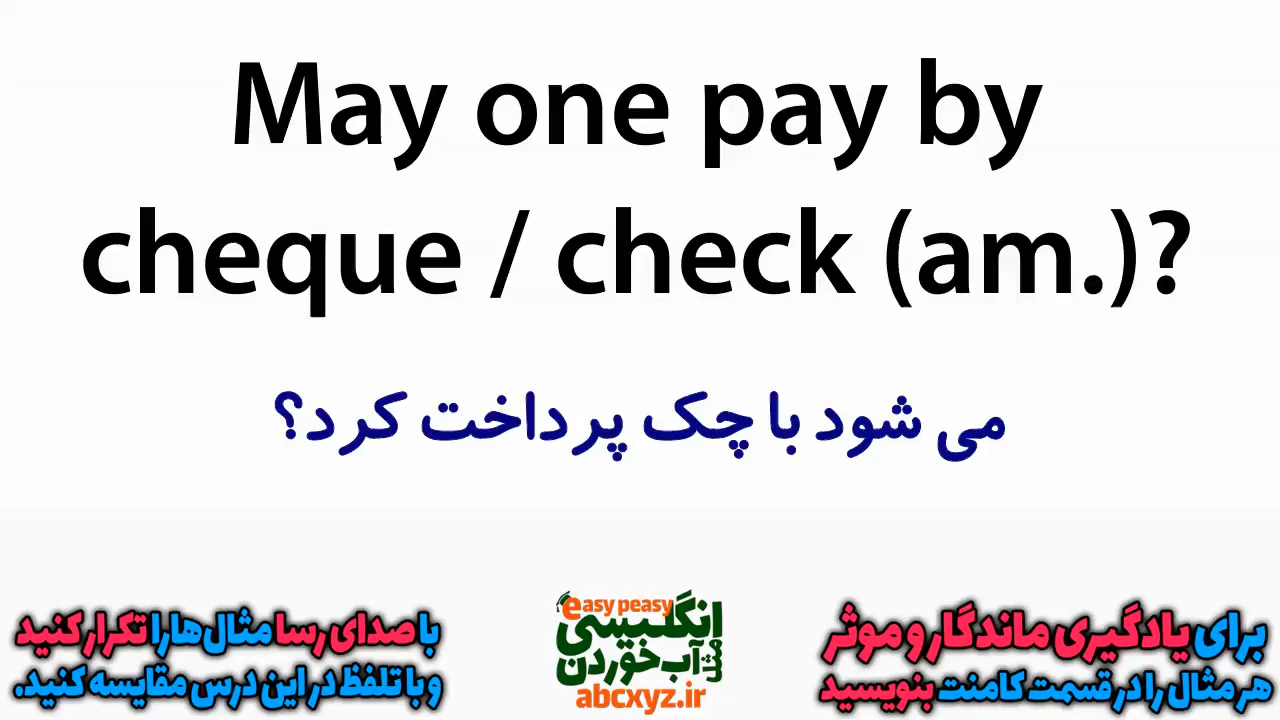 May one pay by
cheque / check (am.)?
می شود با چک پرداخت کرد؟
برای یادگیری ماندگار و موثر
هر مثال را در قسمت کامنت بنویسید
easy peasy
انگلیسی
مثل آب خوردن
abcxyz.ir
با صدای رسا مثال‌ها را تکرار کنید
و با تلفظ در این درس مقایسه کنید.